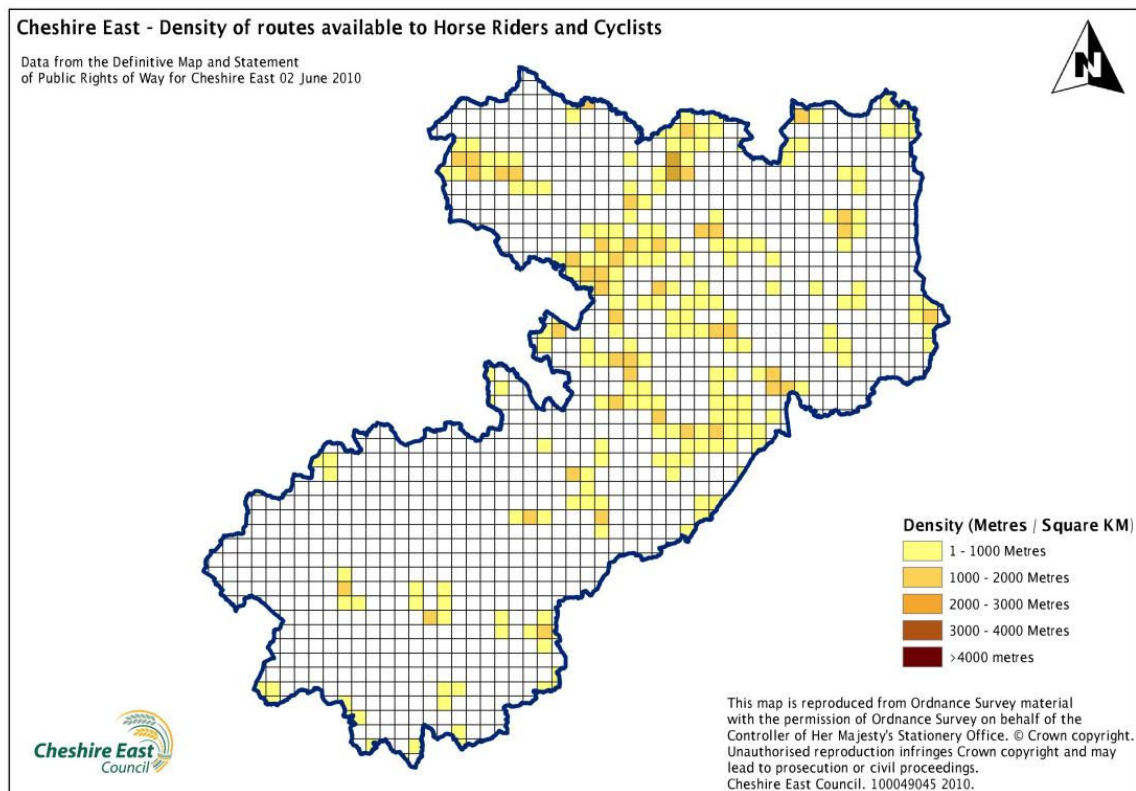 Cheshire East - Density of routes available to Horse Riders and Cyclists
Data from the Definitive Map and Statement
of Public Rights of Way for Cheshire East 02 June 2010
N
Density (Metres / Square KM)
1 - 1000 Metres
1000 - 2000 Metres
2000 - 3000 Metres
3000 - 4000 Metres
>4000 metres
This map is reproduced from Ordnance Survey material
with the permission of Ordnance Survey on behalf of the
Controller of Her Majesty's Stationery Office. © Crown copyright.
Unauthorised reproduction infringes Crown copyright and may
lead to prosecution or civil proceedings.
Cheshire East Council. 100049045 2010.
Cheshire East
Council